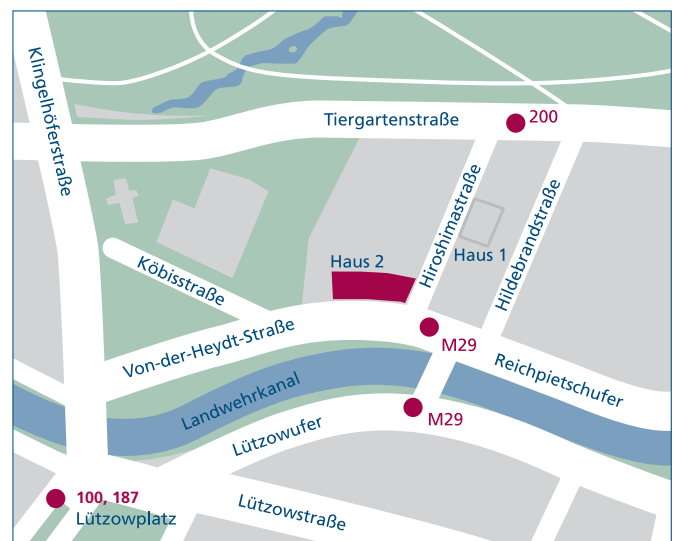 Klingelhöferstraße
Tiergartenstraße
200
Hiroshimastraße
Hildebrandstraße
Haus 1
Haus 2
Köbisstraße
Von-der-Heydt-Straße
M29
Reichpietschufer
Landwehrkanal
M29
Lützowufer
100, 187
Lützowplatz
Lützowstraße